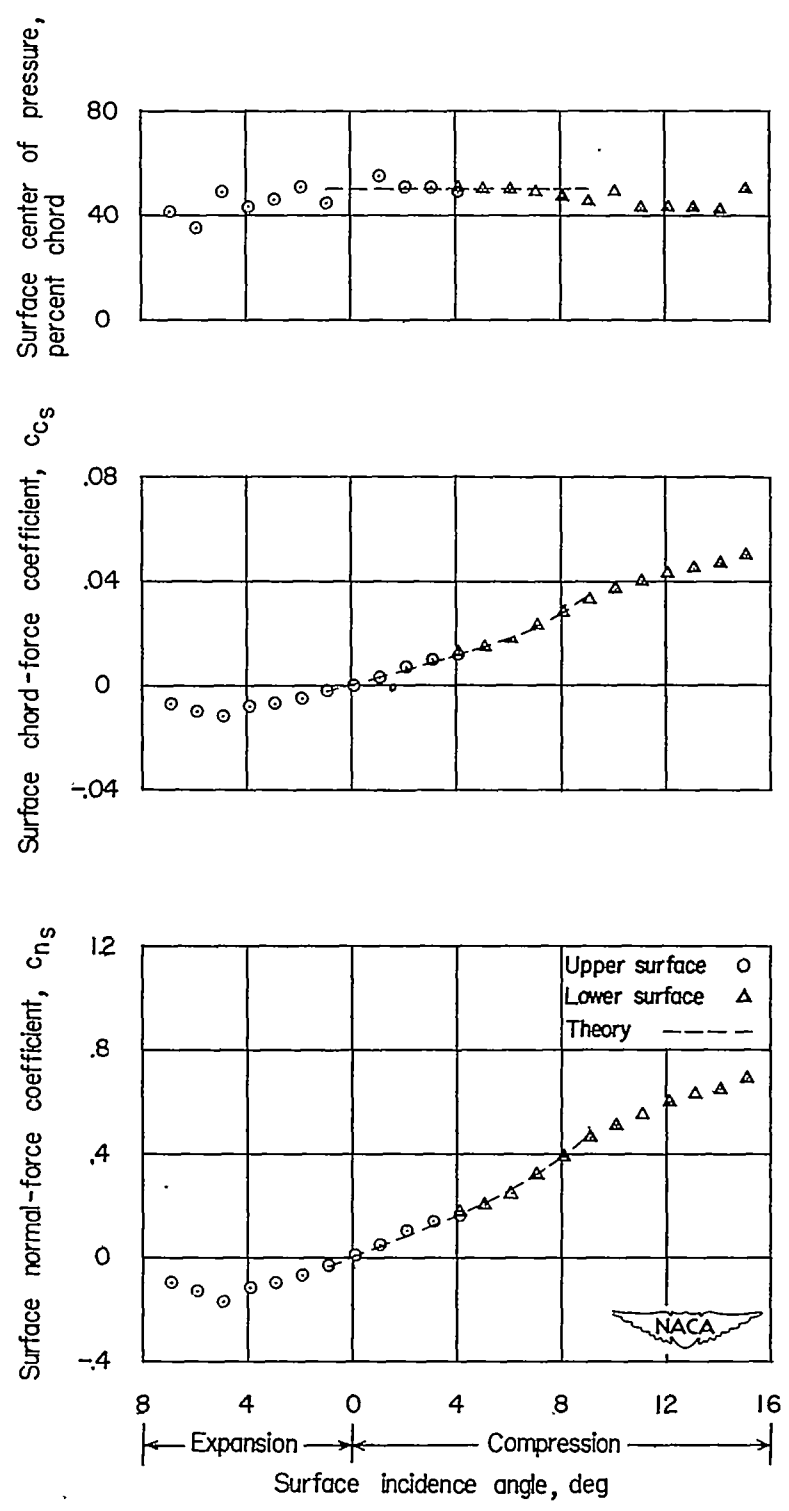 Surface center of pressure,
percent chord
80
40
0
Surface chord-force coefficient, ccs
.08
.04
0
-.04
Surface normal-force coefficient, cns
1.2
.8
.4
0
-.4
Upper surface
Lower surface
Theory
NACA
8 4 0 4 8 12 16
Expansion Compression
Surface incidence angle, deg